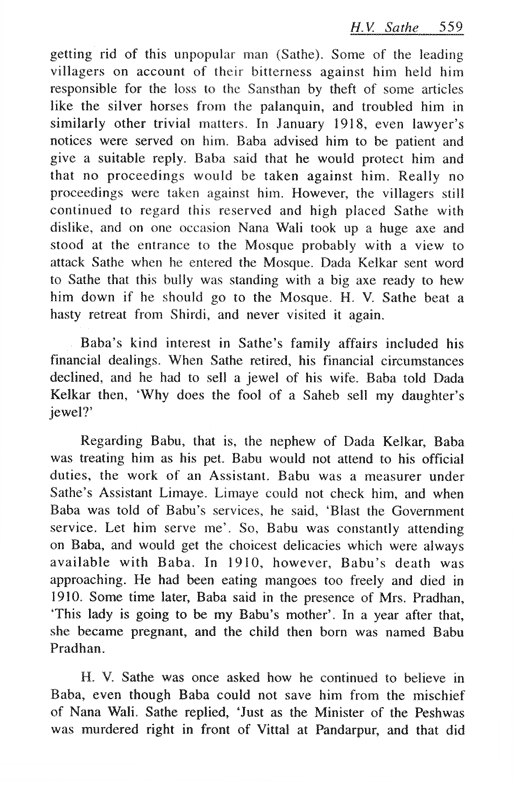 H.V. Sathe 559
getting rid of this unpopular man (Sathe). Some of the leading
villagers on account of their bitterness against him held him
responsible for the loss to the Sansthan by theft of some articles
like the silver horses from the palanquin, and troubled him in
similarly other trivial matters. In January 1918, even lawyer's
notices were served on him. Baba advised him to be patient and
give a suitable reply. Baba said that he would protect him and
that no proceedings would be taken against him. Really no
proceedings were taken against him. However, the villagers still
continued to regard this reserved and high placed Sathe with
dislike, and on one occasion Nana Wali took up a huge axe and
stood at the entrance to the Mosque probably with a view to
attack Sathe when he entered the Mosque. Dada Kelkar sent word
to Sathe that this bully was standing with a big axe ready to hew
him down if he should go to the Mosque. H. V. Sathe beat a
hasty retreat from Shirdi, and never visited it again.
Baba's kind interest in Sathe's family affairs included his
financial dealings. When Sathe retired, his financial circumstances
declined, and he had to sell a jewel of his wife. Baba told Dada
Kelkar then, 'Why does the fool of a Saheb sell my daughter's
jewel?'
Regarding Babu, that is, the nephew of Dada Kelkar, Baba
was treating him as his pet. Babu would not attend to his official
duties, the work of an Assistant. Babu was a measurer under
Sathe's Assistant Limaye. Limaye could not check him, and when
Baba was told of Babu's services, he said, 'Blast the Government
service. Let him serve me'. So, Babu was constantly attending
on Baba, and would get the choicest delicacies which were always
available with Baba. In 1910, however, Babu's death was
approaching. He had been eating mangoes too freely and died in
1910. Some time later, Baba said in the presence of Mrs. Pradhan,
'This lady is going to be my Babu's mother'. In a year after that,
she became pregnant, and the child then born was named Babu
Pradhan.
H. V. Sathe was once asked how he continued to believe in
Baba, even though Baba could not save him from the mischief
of Nana Wali. Sathe replied, 'Just as the Minister of the Peshwas
was murdered right in front of Vittal at Pandarpur, and that did